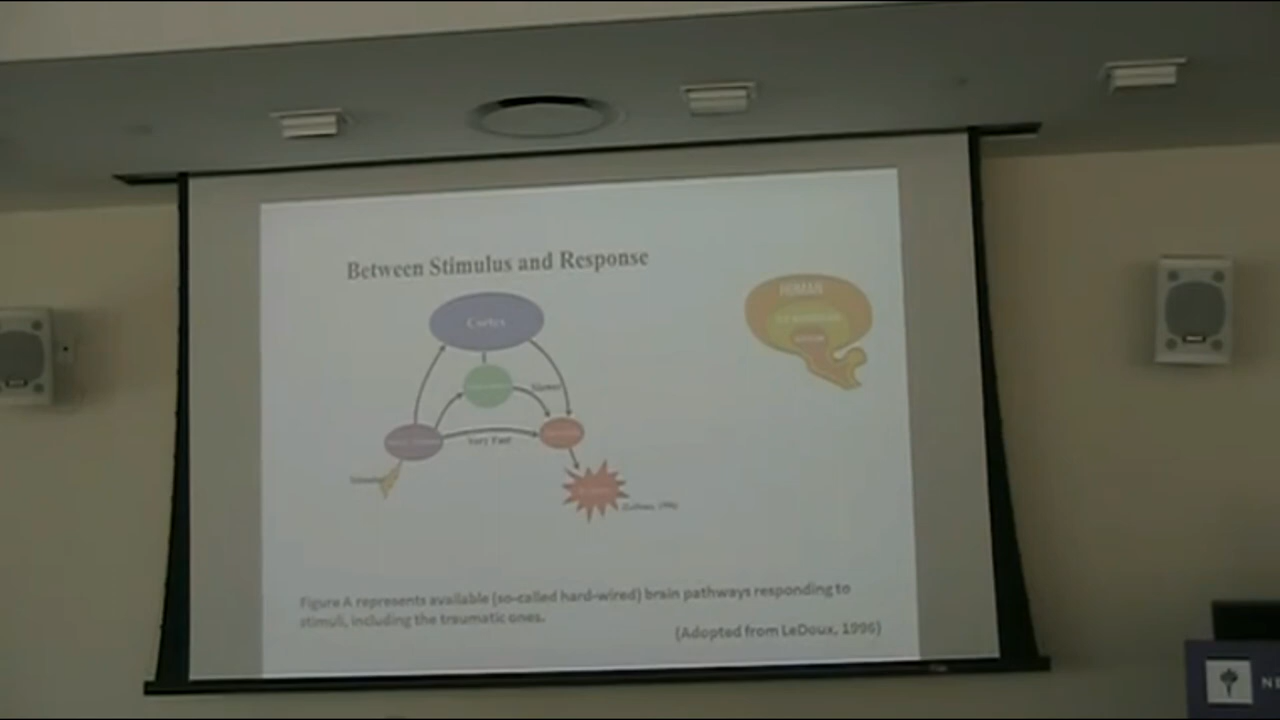 Between Stimulus and Response
HUMAN
Cortex
Slower
Very Fast
Stimulus
(LeDoux, 1996)
Figure A represents available (so-called hard-wired) brain pathways responding to
stimuli, including the traumatic ones.
(Adopted from LeDoux, 1996)